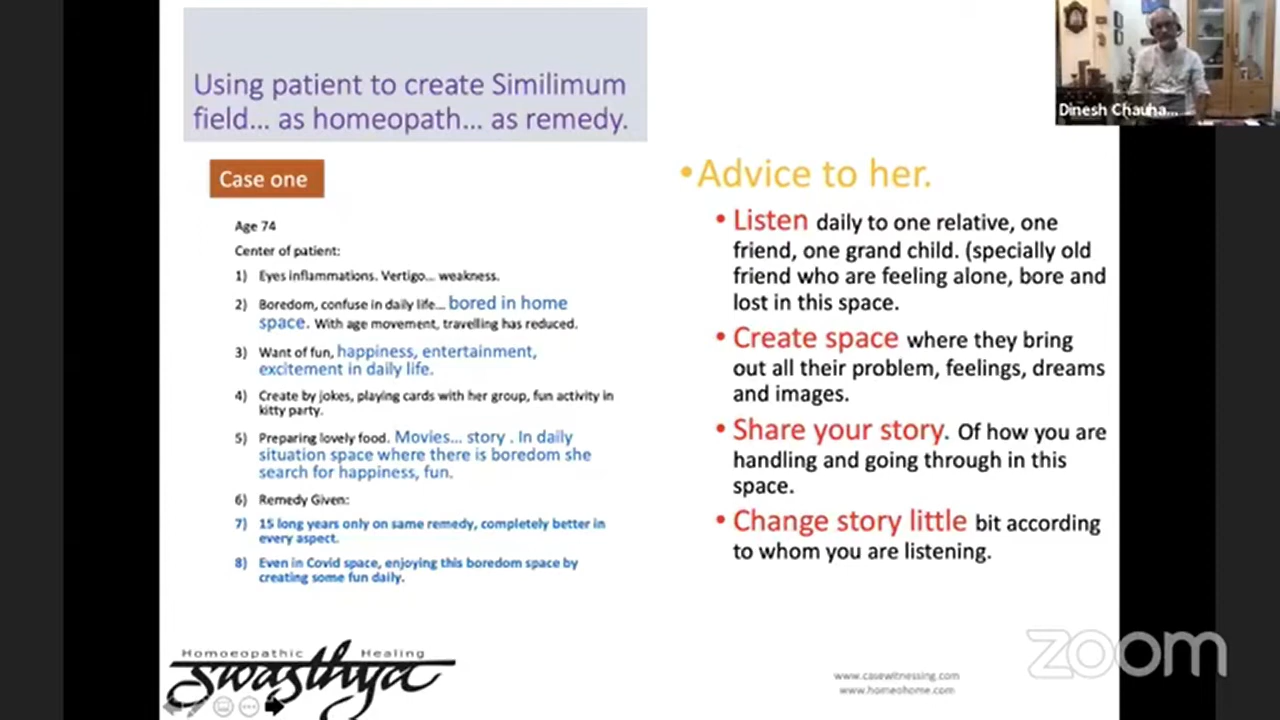 Using patient to create Similimum
field... as homeopath... as remedy.
Case one
Age 74
Center of patient:
1) Eyes inflammations. Vertigo... weakness.
2) Boredom, confuse in daily life... bored in home
space. With age movement, travelling has reduced.
3) Want of fun, happiness, entertainment,
excitement in daily life.
4) Create by jokes, playing cards with her group, fun activity in
kitty party.
5) Preparing lovely food. Movies... story . In daily
situation space where there is boredom she
search for happiness, fun.
6) Remedy Given:
7) 15 long years only on same remedy, completely better in
every aspect.
8) Even in Covid space, enjoying this boredom space by
creating some fun daily.
•Advice to her.
• Listen daily to one relative, one
friend, one grand child. (specially old
friend who are feeling alone, bore and
lost in this space.
• Create space where they bring
out all their problem, feelings, dreams
and images.
• Share your story. Of how you are
handling and going through in this
space.
• Change story little bit according
to whom you are listening.
Dinesh Chauha...
Homoeopathic Healing
swasthya
www.casewitnessing.com
www.homeohome.com
zoom